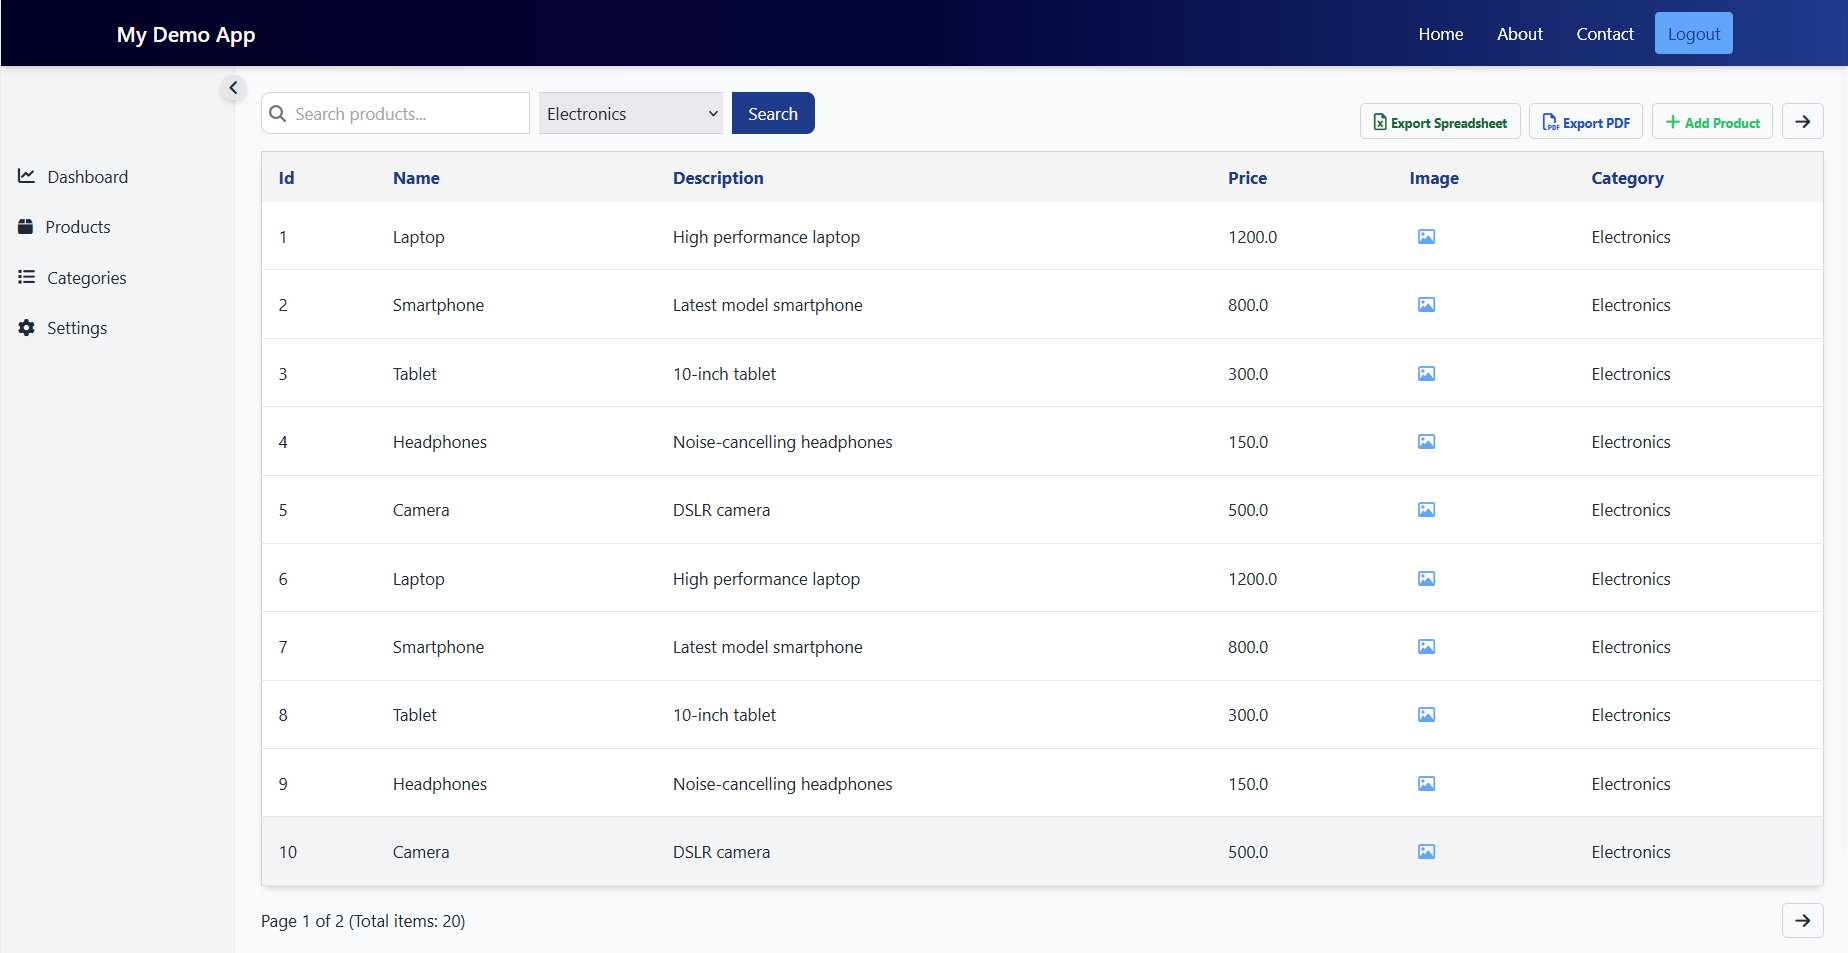 My Demo App
Home About Contact Logout
Dashboard
Products
Categories
Settings
Search products... Electronics Search
Export Spreadsheet PDF Export PDF Add Product
Id Name Description Price Image Category
1 Laptop High performance laptop 1200.0 Electronics
2 Smartphone Latest model smartphone 800.0 Electronics
3 Tablet 10-inch tablet 300.0 Electronics
4 Headphones Noise-cancelling headphones 150.0 Electronics
5 Camera DSLR camera 500.0 Electronics
6 Laptop High performance laptop 1200.0 Electronics
7 Smartphone Latest model smartphone 800.0 Electronics
8 Tablet 10-inch tablet 300.0 Electronics
9 Headphones Noise-cancelling headphones 150.0 Electronics
10 Camera DSLR camera 500.0 Electronics
Page 1 of 2 (Total items: 20)